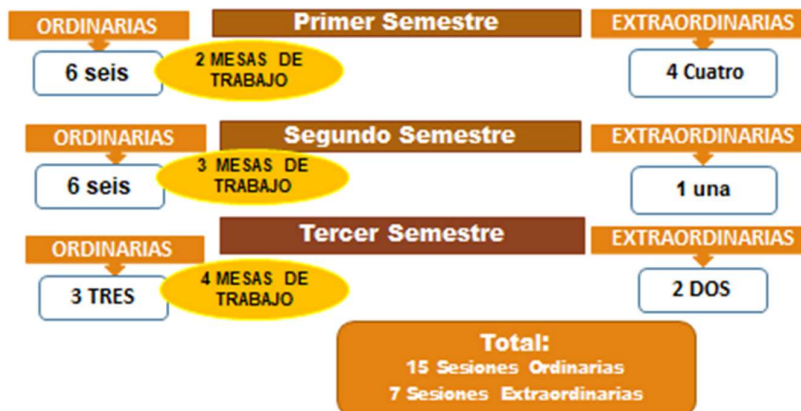 ORDINARIAS
Primer Semestre
EXTRAORDINARIAS
6 seis
2 MESAS DE
TRABAJO
4 Cuatro
ORDINARIAS
Segundo Semestre
EXTRAORDINARIAS
6 seis
3 MESAS DE
TRABAJO
1 una
ORDINARIAS
Tercer Semestre
EXTRAORDINARIAS
3 TRES
4 MESAS DE
TRABAJO
2 DOS
Total:
15 Sesiones Ordinarias
7 Sesiones Extraordinarias